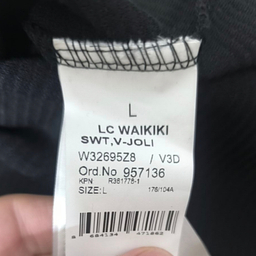 L
LC WAIKIKI
SWT,V-JOLI
W32695Z8 / V3D
Ord.No 957136
KPN R381778-1
SIZE:L 176/104A